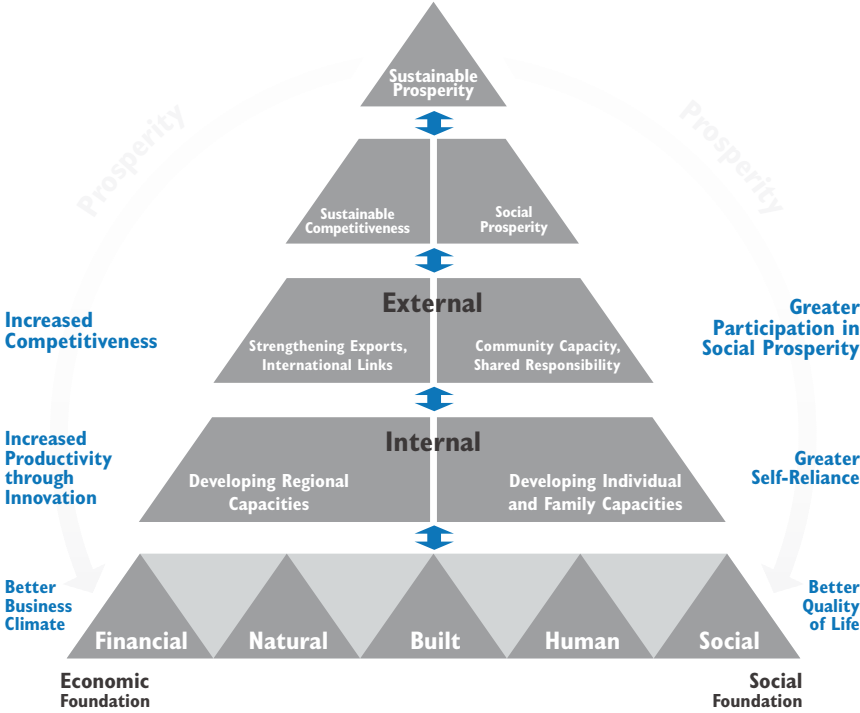 Sustainable
Prosperity
Prosperity
Prosperity
Sustainable
Competitiveness
Social
Prosperity
External
Increased
Competitiveness
Strengthening Exports,
International Links
Community Capacity,
Shared Responsibility
Greater
Participation in
Social Prosperity
Internal
Increased
Productivity
through
Innovation
Developing Regional
Capacities
Developing Individual
and Family Capacities
Greater
Self-Reliance
Better
Business
Climate
Financial
Natural
Built
Human
Social
Better
Quality
of Life
Economic
Foundation
Social
Foundation